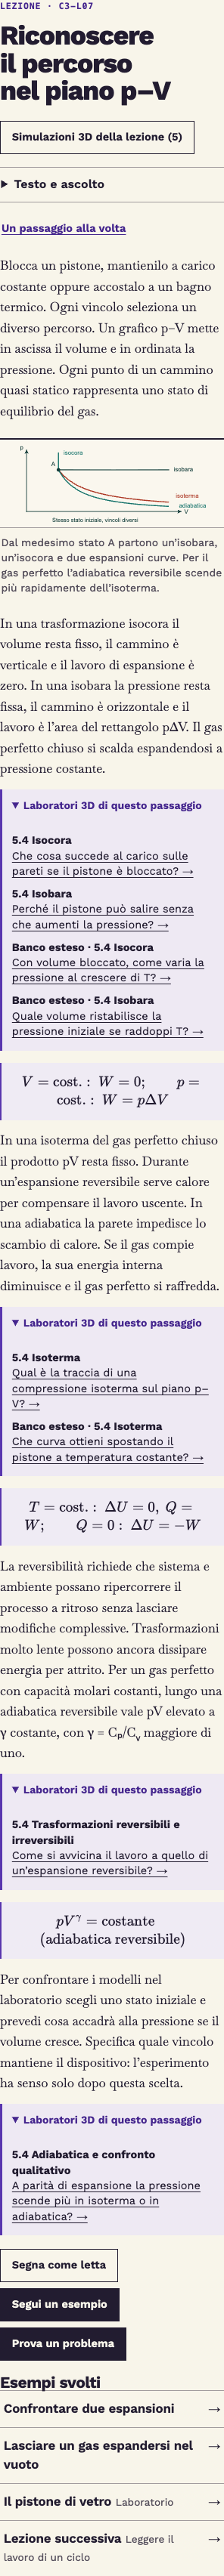 LEZIONE · C3–L07
Riconoscere
il percorso
nel piano p–V
Simulazioni 3D della lezione (5)
▶ Testo e ascolto
Un passaggio alla volta
Blocca un pistone, mantienilo a carico
costante oppure accostalo a un bagno
termico. Ogni vincolo seleziona un
diverso percorso. Un grafico p–V mette
in ascissa il volume e in ordinata la
pressione. Ogni punto di un cammino
quasi statico rappresenta uno stato di
equilibrio del gas.
p
isocora
A
isobara
isoterma
adiabatica
V
Stesso stato iniziale, vincoli diversi
Dal medesimo stato A partono un’isobara,
un’isocora e due espansioni curve. Per il
gas perfetto l’adiabatica reversibile scende
più rapidamente dell’isoterma.
In una trasformazione isocora il
volume resta fisso, il cammino è
verticale e il lavoro di espansione è
zero. In una isobara la pressione resta
fissa, il cammino è orizzontale e il
lavoro è l’area del rettangolo pΔV. Il gas
perfetto chiuso si scalda espandendosi a
pressione costante.
▼ Laboratori 3D di questo passaggio
5.4 Isocora
Che cosa succede al carico sulle
pareti se il pistone è bloccato? →
5.4 Isobara
Perché il pistone può salire senza
che aumenti la pressione? →
Banco esteso · 5.4 Isocora
Con volume bloccato, come varia la
pressione al crescere di T? →
Banco esteso · 5.4 Isobara
Quale volume ristabilisce la
pressione iniziale se raddoppi T? →
V = cost. : W = 0; p =
cost. : W = pΔV
In una isoterma del gas perfetto chiuso
il prodotto pV resta fisso. Durante
un’espansione reversibile serve calore
per compensare il lavoro uscente. In
una adiabatica la parete impedisce lo
scambio di calore. Se il gas compie
lavoro, la sua energia interna
diminuisce e il gas perfetto si raffredda.
▼ Laboratori 3D di questo passaggio
5.4 Isoterma
Qual è la traccia di una
compressione isoterma sul piano p–
V? →
Banco esteso · 5.4 Isoterma
Che curva ottieni spostando il
pistone a temperatura costante? →
T = cost. : ΔU = 0, Q =
W; Q = 0 : ΔU = −W
La reversibilità richiede che sistema e
ambiente possano ripercorrere il
processo a ritroso senza lasciare
modifiche complessive. Trasformazioni
molto lente possono ancora dissipare
energia per attrito. Per un gas perfetto
con capacità molari costanti, lungo una
adiabatica reversibile vale pV elevato a
γ costante, con γ = Cₚ/Cᵥ maggiore di
uno.
▼ Laboratori 3D di questo passaggio
5.4 Trasformazioni reversibili e
irreversibili
Come si avvicina il lavoro a quello di
un’espansione reversibile? →
pV^γ = costante
(adiabatica reversibile)
Per confrontare i modelli nel
laboratorio scegli uno stato iniziale e
prevedi cosa accadrà alla pressione se il
volume cresce. Specifica quale vincolo
mantiene il dispositivo: l’esperimento
ha senso solo dopo questa scelta.
▼ Laboratori 3D di questo passaggio
5.4 Adiabatica e confronto
qualitativo
A parità di espansione la pressione
scende più in isoterma o in
adiabatica? →
Segna come letta
Segui un esempio
Prova un problema
Esempi svolti
Confrontare due espansioni →
Lasciare un gas espandersi nel →
vuoto
Il pistone di vetro Laboratorio →
Lezione successiva Leggere il →
lavoro di un ciclo